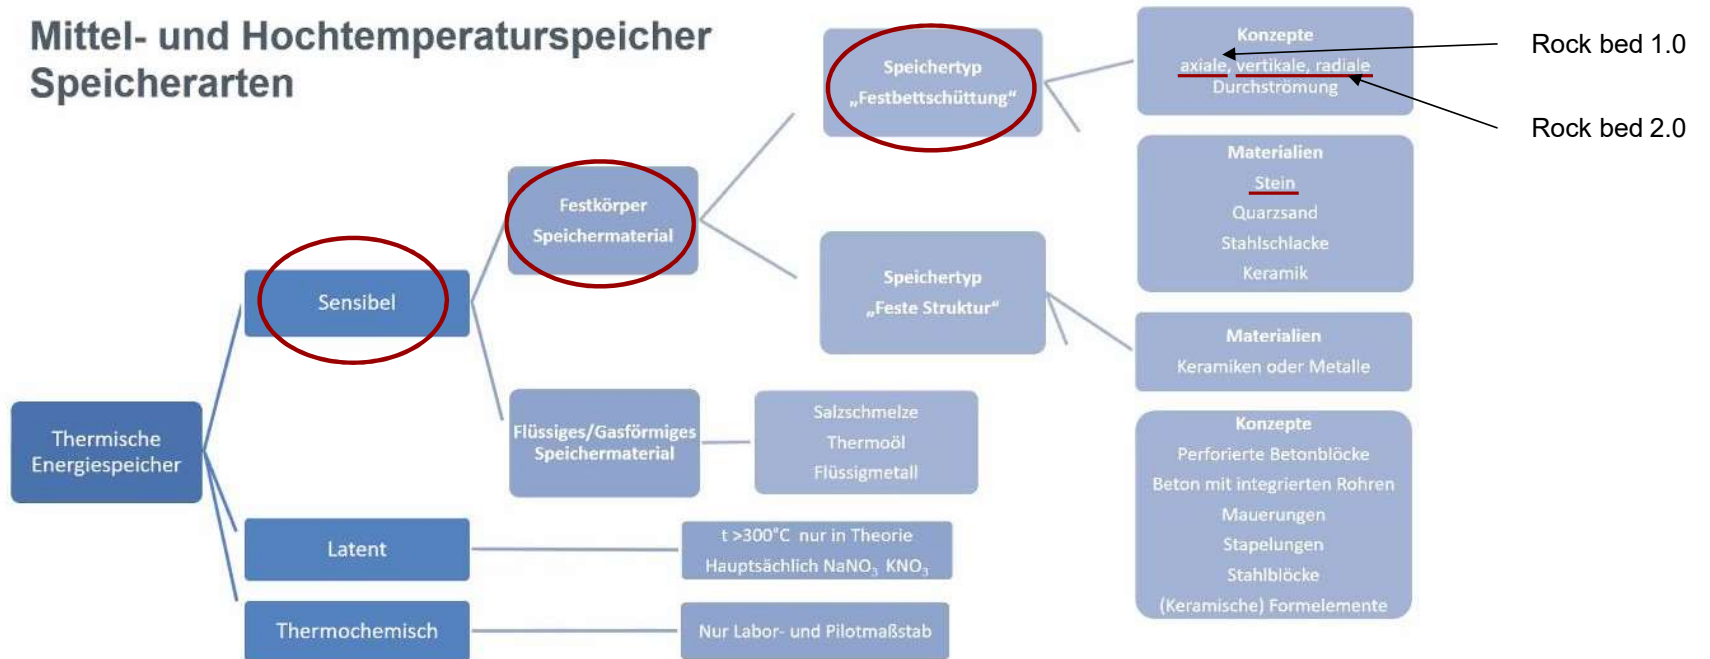 Mittel- und Hochtemperaturspeicher
Speicherarten
Thermische
Energiespeicher
Sensibel
Latent
Thermochemisch
Festkörper
Speichermaterial
Flüssiges/Gasförmiges
Speichermaterial
t >300°C nur in Theorie
Hauptsächlich NaNO₃ KNO₃
Nur Labor- und Pilotmaßstab
Speichertyp
„Festbettschüttung“
Speichertyp
„Feste Struktur“
Salzschmelze
Thermoöl
Flüssigmetall
Konzepte
axiale, vertikale, radiale
Durchströmung
Materialien
Stein
Quarzsand
Stahlschlacke
Keramik
Materialien
Keramiken oder Metalle
Konzepte
Perforierte Betonblöcke
Beton mit integrierten Rohren
Mauerungen
Stapelungen
Stahlblöcke
(Keramische) Formelemente
Rock bed 1.0
Rock bed 2.0